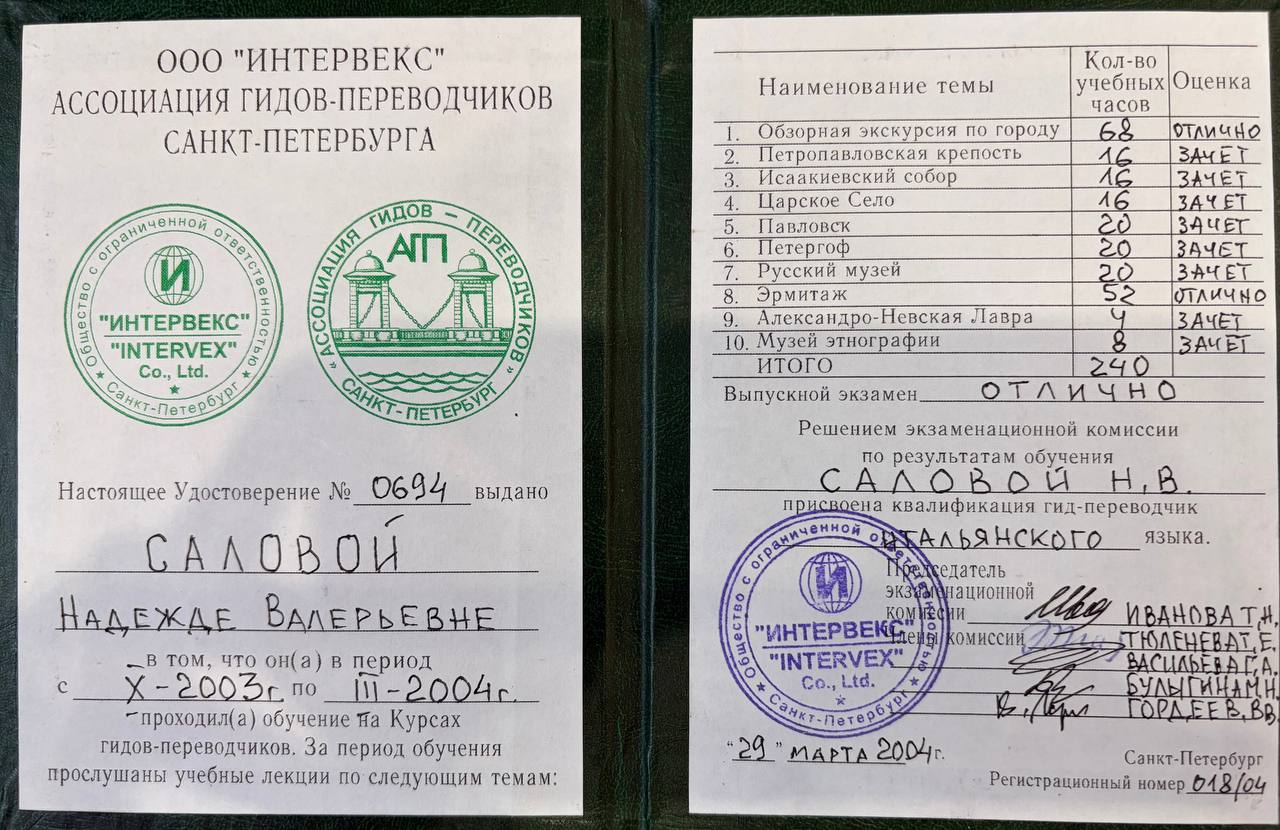 ООО "ИНТЕРВЕКС"
АССОЦИАЦИЯ ГИДОВ-ПЕРЕВОДЧИКОВ
САНКТ-ПЕТЕРБУРГА
Общество с ограниченной ответственностью
И
"ИНТЕРВЕКС"
"INTERVEX"
Co., Ltd.
Санкт-Петербург
«АССОЦИАЦИЯ ГИДОВ – ПЕРЕВОДЧИКОВ»
АГП
САНКТ-ПЕТЕРБУРГ
Настоящее Удостоверение № 0694 выдано
САЛОВОЙ
НАДЕЖДЕ ВАЛЕРЬЕВНЕ
в том, что он(а) в период
с X-2003г. по III-2004г.
проходил(а) обучение на Курсах
гидов-переводчиков. За период обучения
прослушаны учебные лекции по следующим темам:
Наименование темы Кол-во учебных часов Оценка
1. Обзорная экскурсия по городу 68 ОТЛИЧНО
2. Петропавловская крепость 16 ЗАЧЕТ
3. Исаакиевский собор 16 ЗАЧЕТ
4. Царское Село 16 ЗАЧЕТ
5. Павловск 20 ЗАЧЕТ
6. Петергоф 20 ЗАЧЕТ
7. Русский музей 20 ЗАЧЕТ
8. Эрмитаж 52 ОТЛИЧНО
9. Александро-Невская Лавра 4 ЗАЧЕТ
10. Музей этнографии 8 ЗАЧЕТ
ИТОГО 240
Выпускной экзамен ОТЛИЧНО
Решением экзаменационной комиссии
по результатам обучения
САЛОВОЙ Н.В.
присвоена квалификация гид-переводчик
ИТАЛЬЯНСКОГО языка.
Председатель
экзаменационной
комиссии ИВАНОВА Т.Н.
Члены комиссии ТЮЛЕНЕВА Т.Е.
ВАСИЛЬЕВА Г.А.
БУЛЫГИНА М.Н.
ГОРДЕЕВ В.В.
Общество с ограниченной ответственностью
И
"ИНТЕРВЕКС"
"INTERVEX"
Co., Ltd.
Санкт-Петербург
"29" МАРТА 2004г.
Санкт-Петербург
Регистрационный номер 018/04